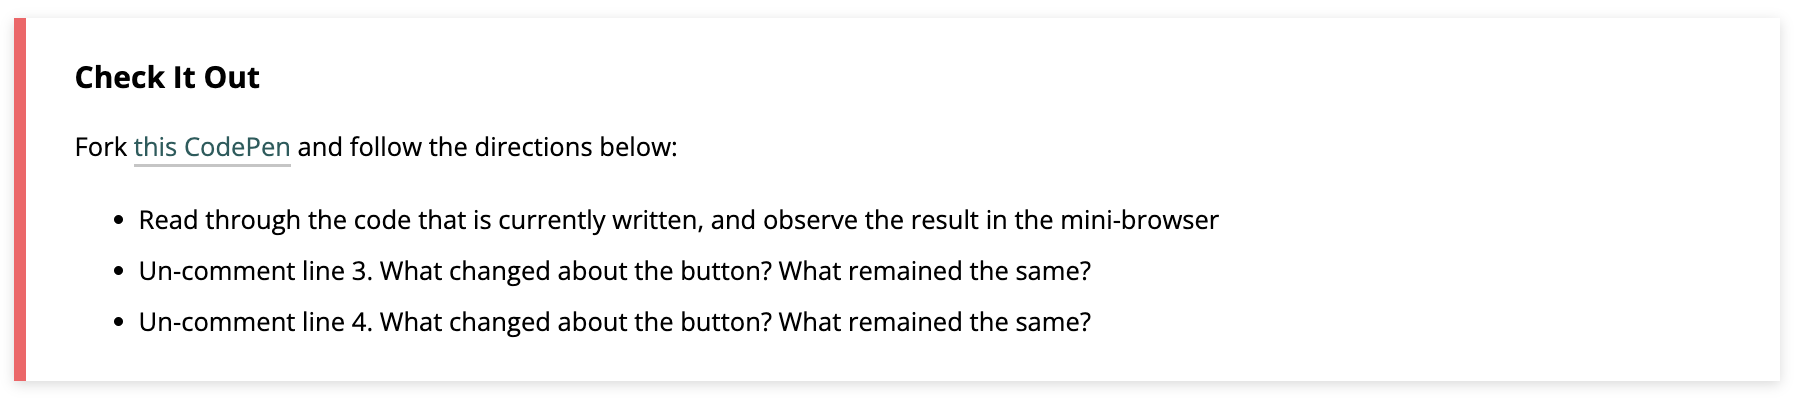 Check It Out
Fork this CodePen and follow the directions below:
• Read through the code that is currently written, and observe the result in the mini-browser
• Un-comment line 3. What changed about the button? What remained the same?
• Un-comment line 4. What changed about the button? What remained the same?